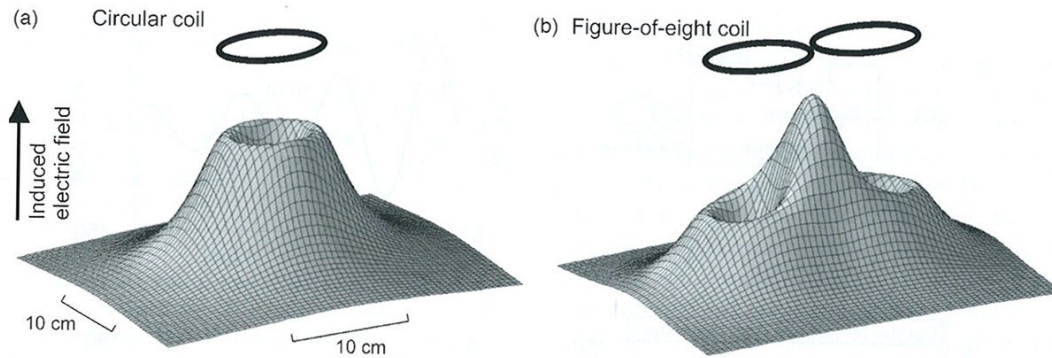 (a) Circular coil
(b) Figure-of-eight coil
Induced
electric field
10 cm
10 cm